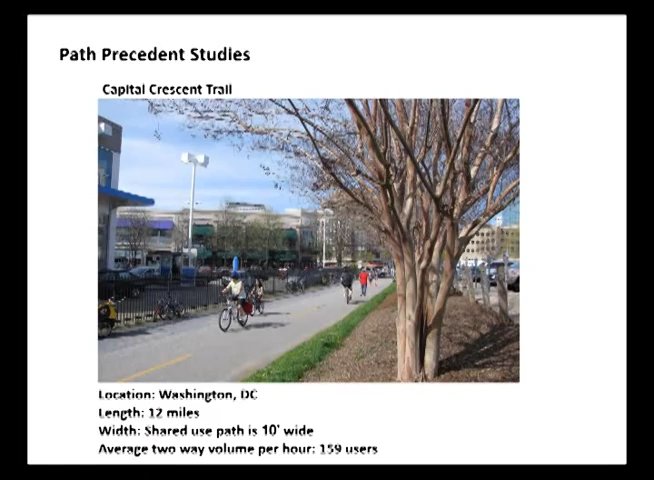 Path Precedent Studies
Capital Crescent Trail
Location: Washington, DC
Length: 12 miles
Width: Shared use path is 10' wide
Average two way volume per hour: 159 users